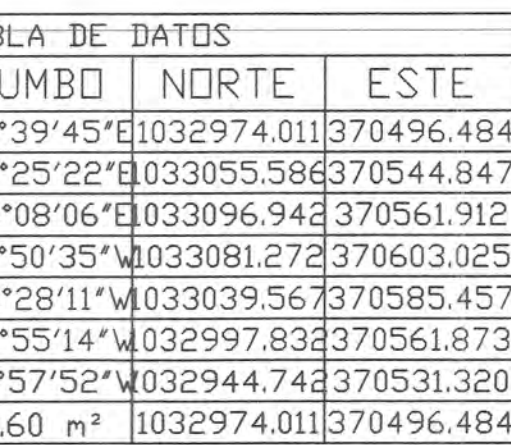 BLA DE DATOS
UMBO NORTE ESTE
°39'45"E 1032974.011 370496.484
°25'22"E 1033055.586 370544.847
°08'06"E 1033096.942 370561.912
°50'35"W 1033081.272 370603.025
°28'11"W 1033039.567 370585.457
°55'14"W 1032997.832 370561.873
°57'52"W 1032944.742 370531.320
.60 m² 1032974.011 370496.484